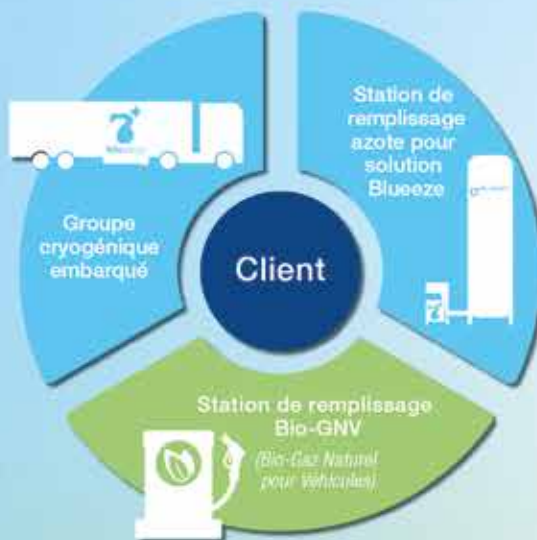 Groupe
cryogénique
embarqué
Station de
remplissage
azote pour
solution
Blueeze
Client
Station de remplissage
Bio-GNV
(Bio-Gaz Naturel
pour Véhicules)